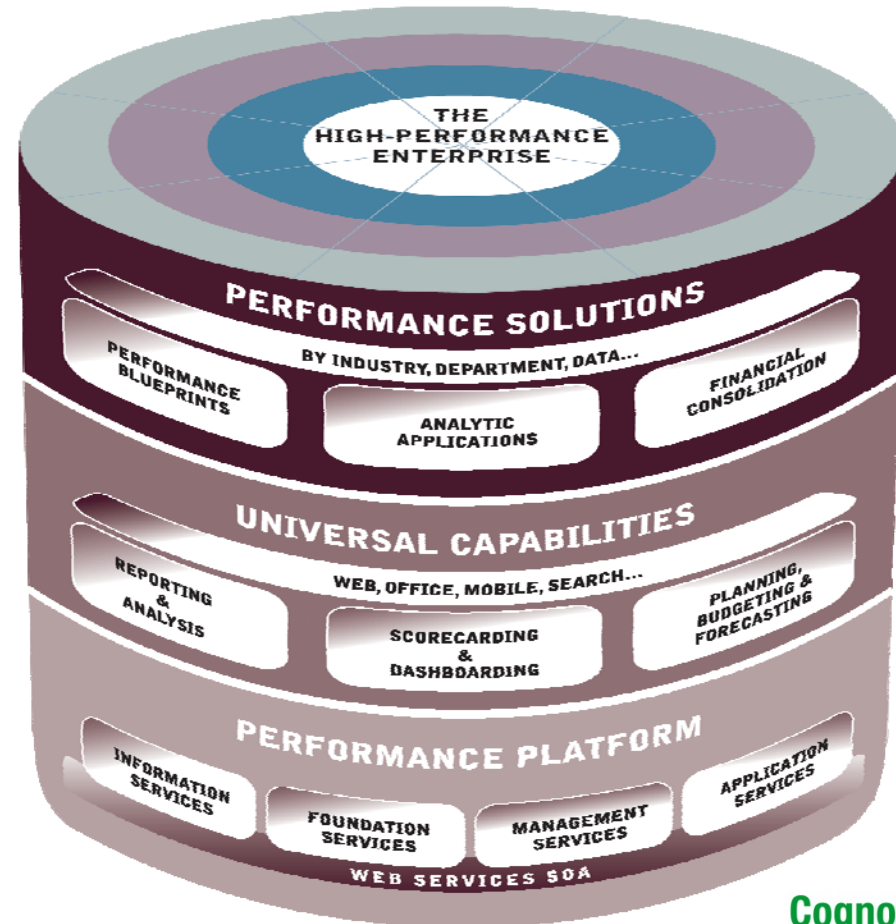 THE
HIGH-PERFORMANCE
ENTERPRISE
PERFORMANCE SOLUTIONS
BY INDUSTRY, DEPARTMENT, DATA...
PERFORMANCE
BLUEPRINTS
ANALYTIC
APPLICATIONS
FINANCIAL
CONSOLIDATION
UNIVERSAL CAPABILITIES
WEB, OFFICE, MOBILE, SEARCH...
REPORTING
&
ANALYSIS
SCORECARDING
&
DASHBOARDING
PLANNING,
BUDGETING &
FORECASTING
PERFORMANCE PLATFORM
INFORMATION
SERVICES
FOUNDATION
SERVICES
MANAGEMENT
SERVICES
APPLICATION
SERVICES
WEB SERVICES SOA